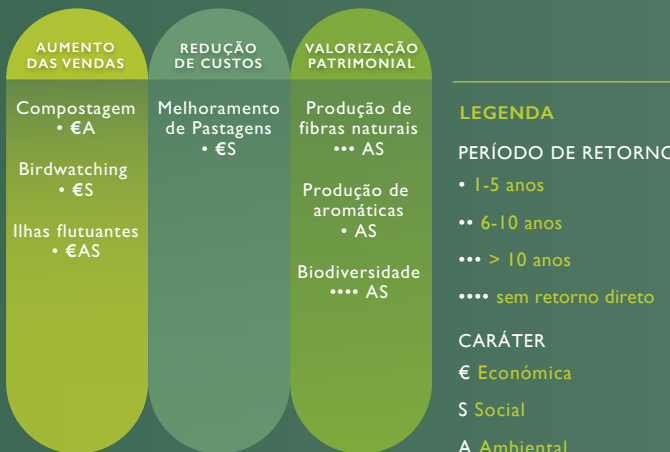 AUMENTO
DAS VENDAS
Compostagem
• €A
Birdwatching
• €S
Ilhas flutuantes
• €AS
REDUÇÃO
DE CUSTOS
Melhoramento
de Pastagens
• €S
VALORIZAÇÃO
PATRIMONIAL
Produção de
fibras naturais
••• AS
Produção de
aromáticas
• AS
Biodiversidade
•••• AS
LEGENDA
PERÍODO DE RETORNO
• 1-5 anos
•• 6-10 anos
••• > 10 anos
•••• sem retorno direto
CARÁTER
€ Económica
S Social
A Ambiental